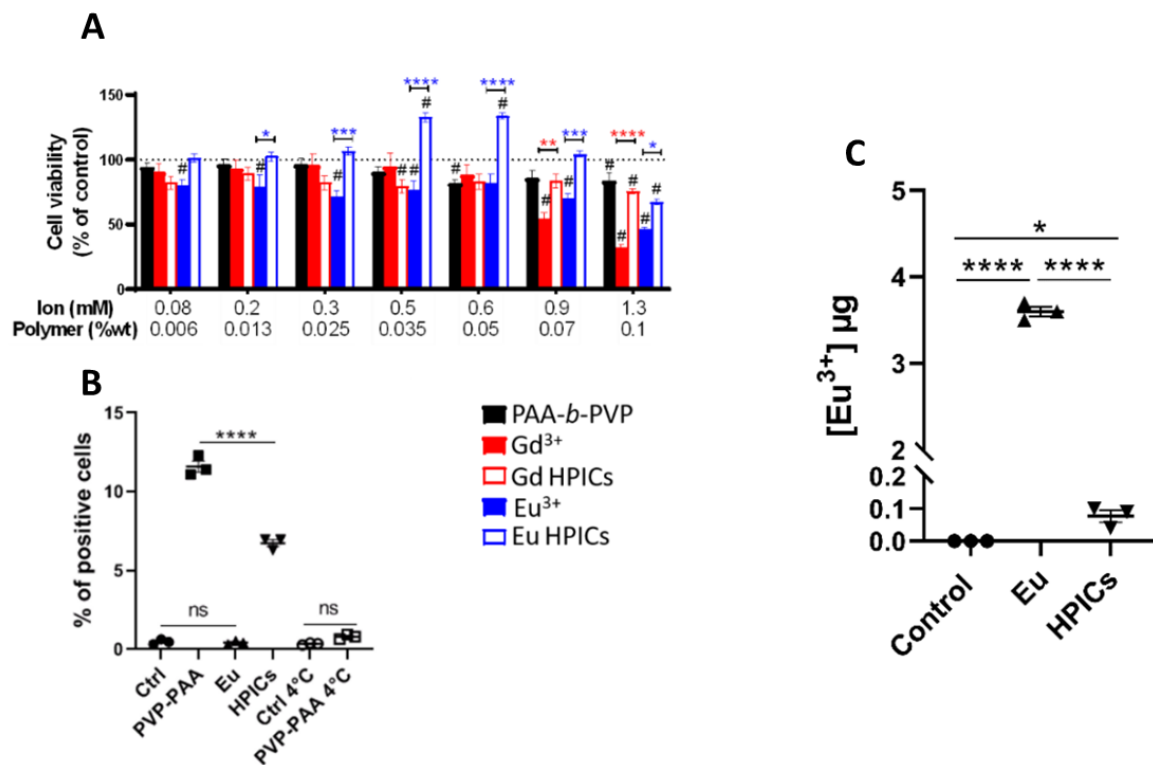 A
Cell viability
(% of control)
150
100
50
0
* *** **** **** ** *** **** *
# # # # # # # # # # # # # # #
Ion (mM) 0.08 0.2 0.3 0.5 0.6 0.9 1.3
Polymer (%wt) 0.006 0.013 0.025 0.035 0.05 0.07 0.1
B
% of positive cells
15
10
5
0
****
ns
ns
Ctrl
PVP-PAA
Eu
HPICs
Ctrl 4°C
PVP-PAA 4°C
PAA-b-PVP
Gd³⁺
Gd HPICs
Eu³⁺
Eu HPICs
C
[Eu³⁺] µg
5
4
3
2
0.2
0.1
0.0
*
**** ****
Control
Eu
HPICs